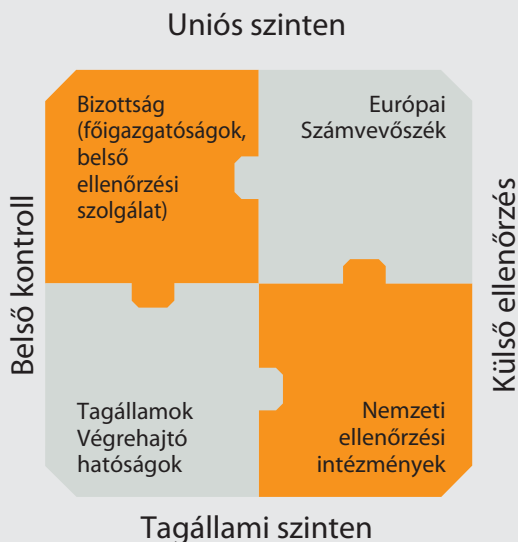 Uniós szinten
Bizottság
(főigazgatóságok,
belső
ellenőrzési
szolgálat)
Európai
Számvevőszék
Belső kontroll
Külső ellenőrzés
Tagállamok
Végrehajtó
hatóságok
Nemzeti
ellenőrzési
intézmények
Tagállami szinten